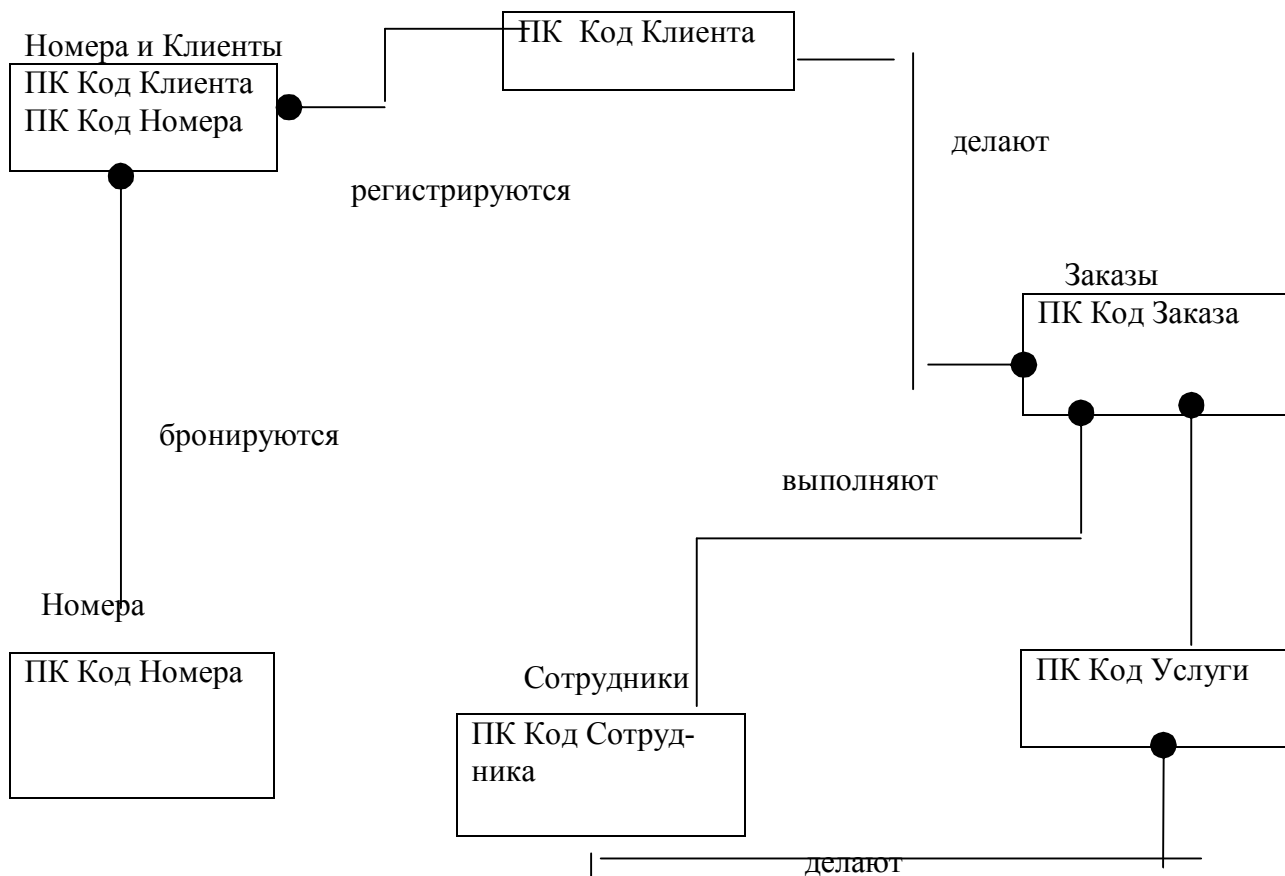 ПК Код Клиента
Номера и Клиенты
ПК Код Клиента
ПК Код Номера
делают
регистрируются
Заказы
ПК Код Заказа
бронируются
выполняют
Номера
ПК Код Номера
Сотрудники
ПК Код Сотруд-
ника
ПК Код Услуги
делают